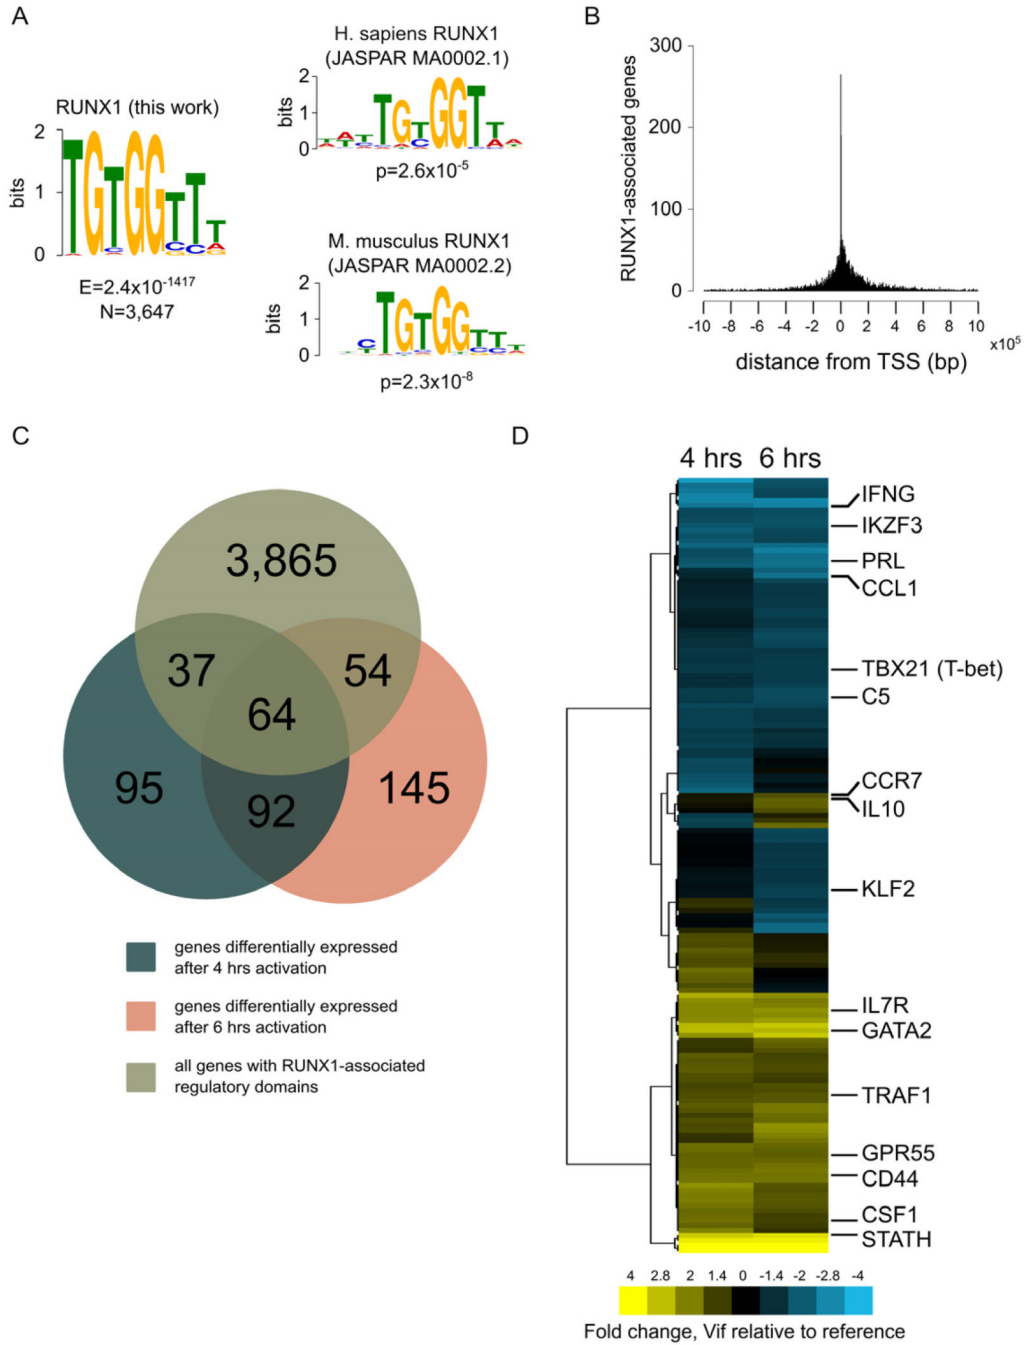 A
RUNX1 (this work)
bits
2
1
0
E=2.4x10-1417
N=3,647
H. sapiens RUNX1
(JASPAR MA0002.1)
bits
2
1
0
p=2.6x10-5
M. musculus RUNX1
(JASPAR MA0002.2)
bits
2
1
0
p=2.3x10-8
B
RUNX1-associated genes
300
200
100
0
-10 -8 -6 -4 -2 0 2 4 6 8 10
x105
distance from TSS (bp)
C
3,865
37
54
64
95
92
145
genes differentially expressed
after 4 hrs activation
genes differentially expressed
after 6 hrs activation
all genes with RUNX1-associated
regulatory domains
D
4 hrs 6 hrs
IFNG
IKZF3
PRL
CCL1
TBX21 (T-bet)
C5
CCR7
IL10
KLF2
IL7R
GATA2
TRAF1
GPR55
CD44
CSF1
STATH
4 2.8 2 1.4 0 -1.4 -2 -2.8 -4
Fold change, Vif relative to reference